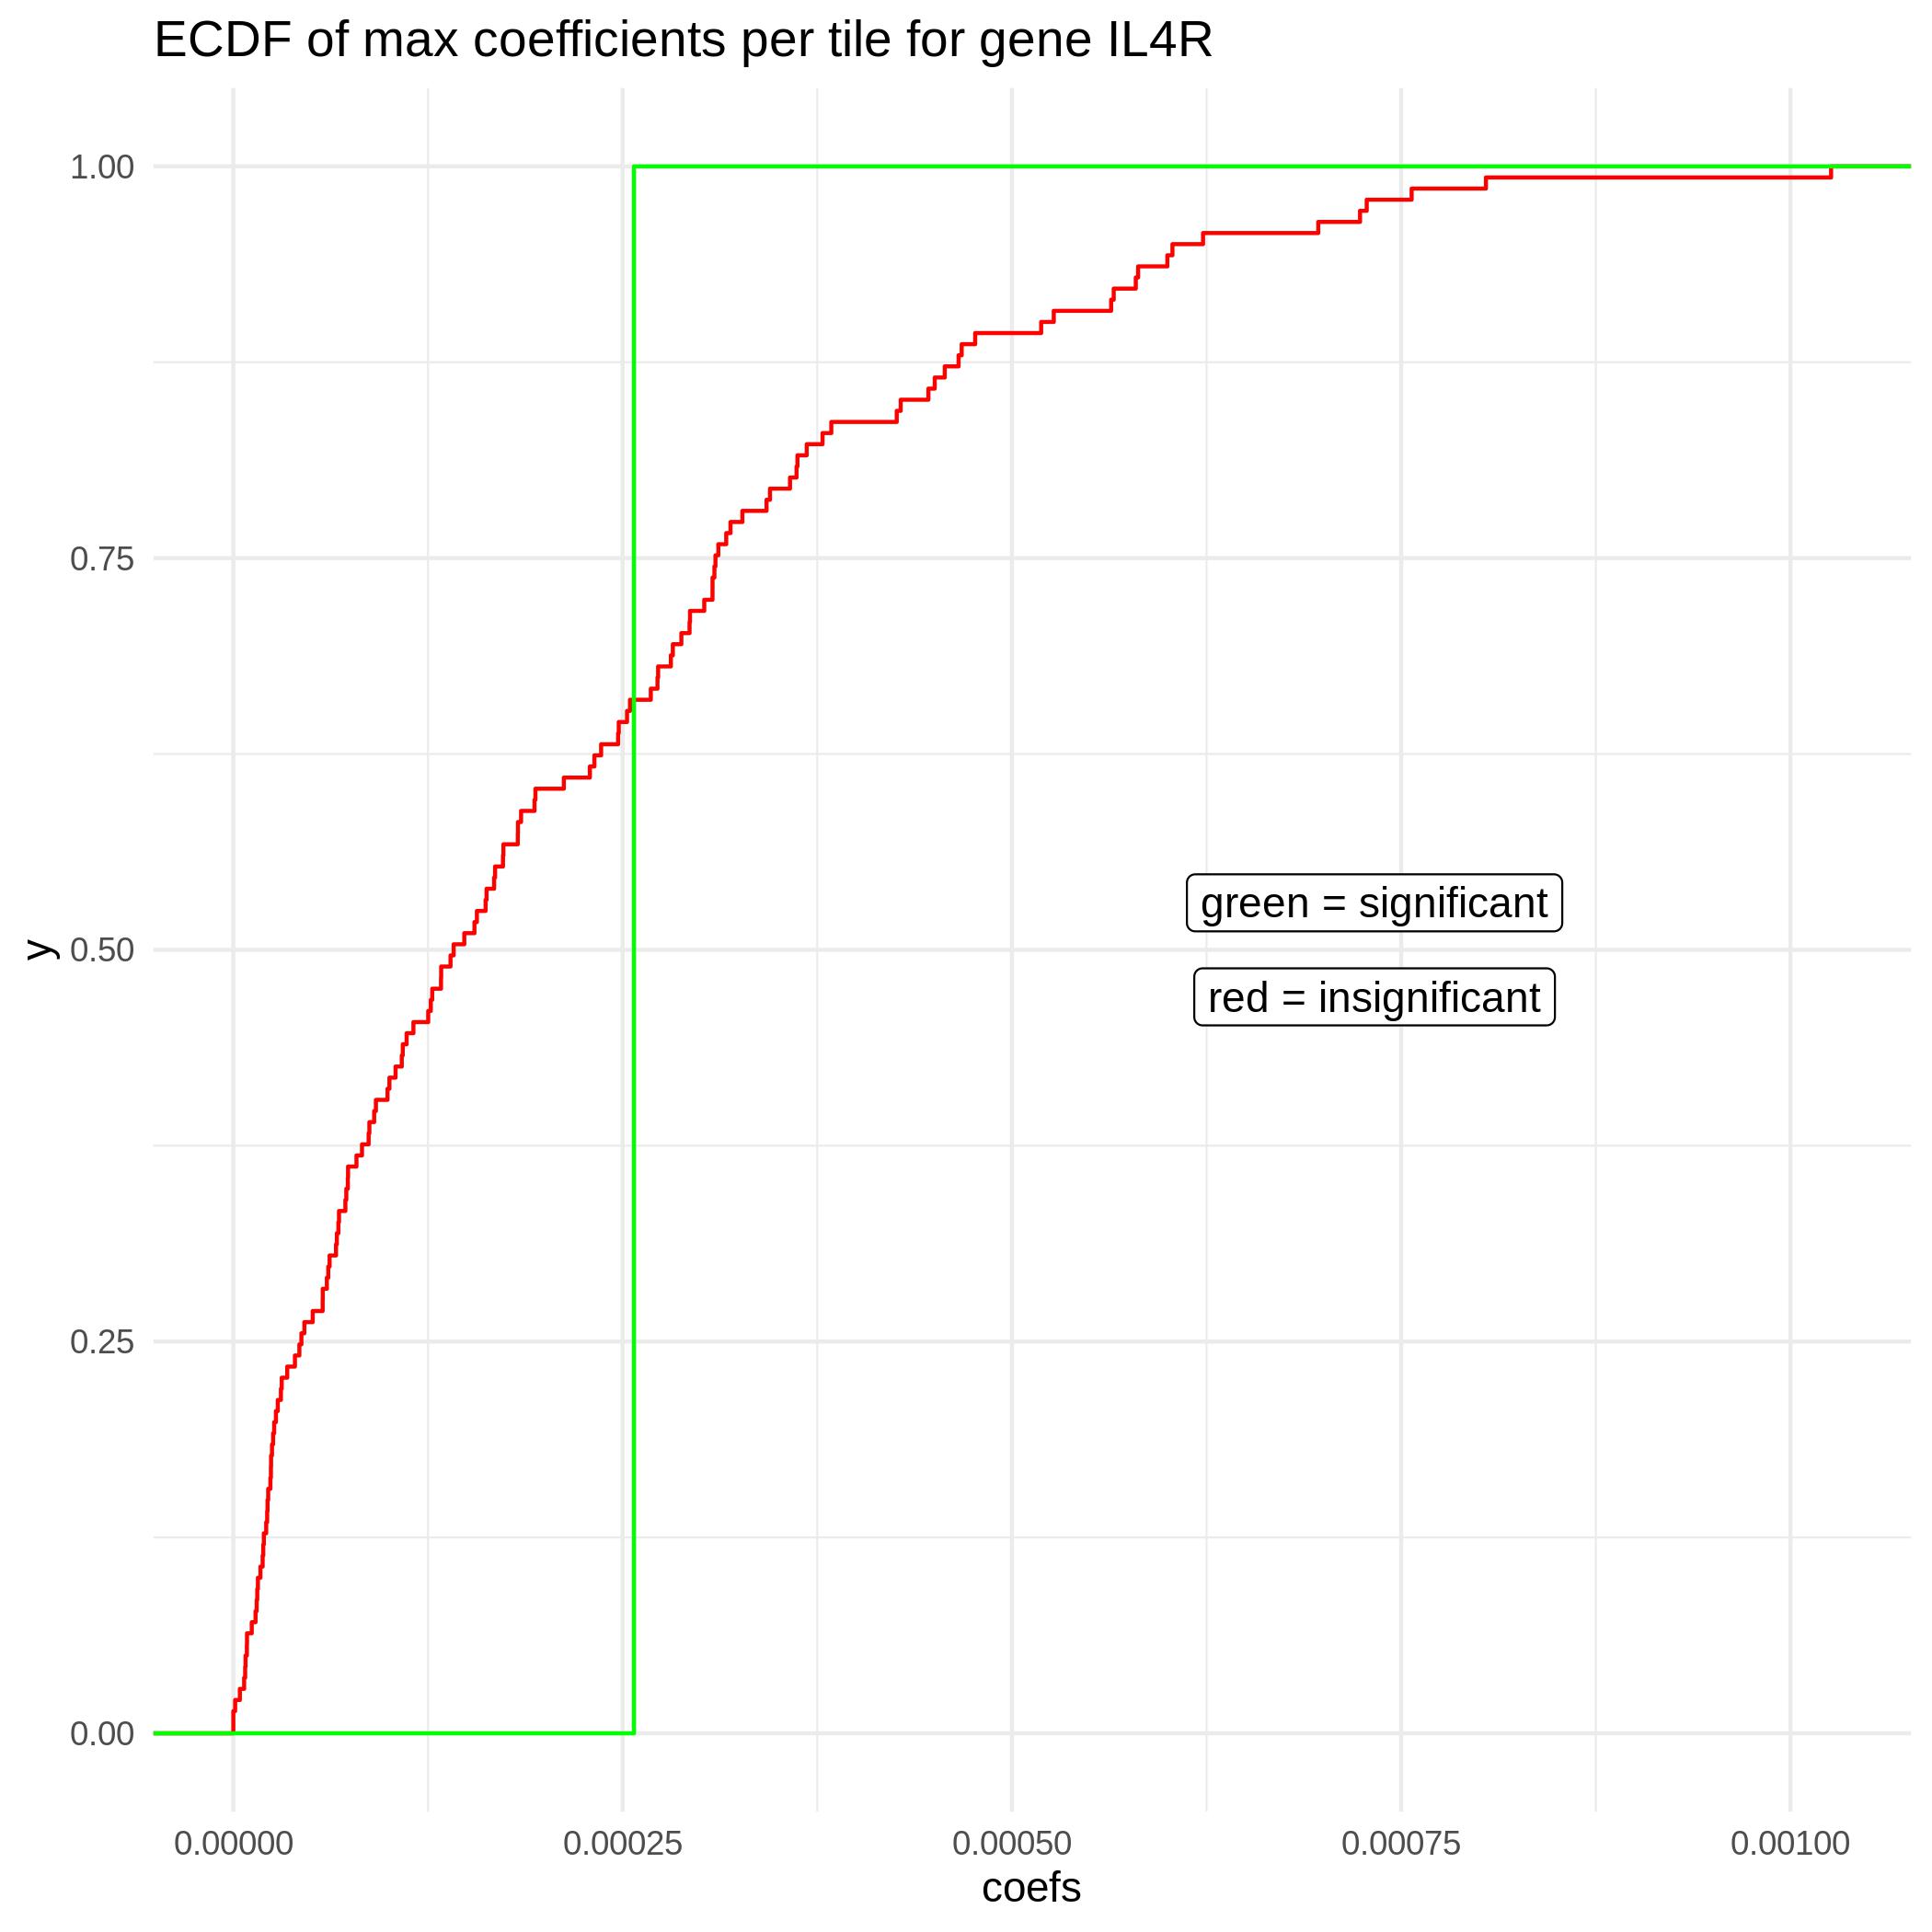 ECDF of max coefficients per tile for gene IL4R
y
1.00
0.75
0.50
0.25
0.00
green = significant
red = insignificant
0.00000 0.00025 0.00050 0.00075 0.00100
coefs